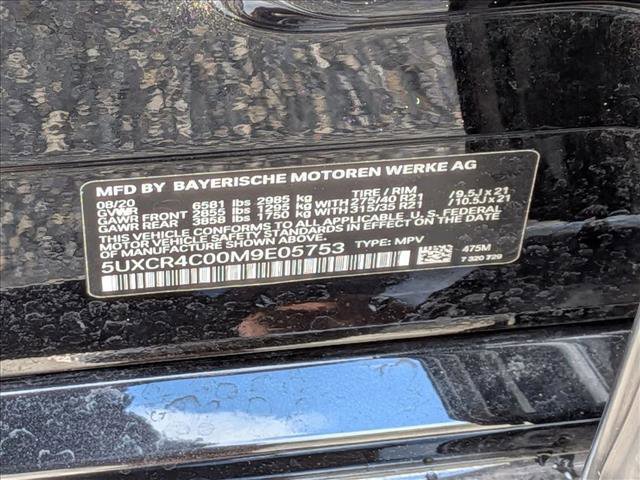 MFD BY BAYERISCHE MOTOREN WERKE AG
08/20 TIRE / RIM
GVWR 6581 lbs 2985 kg
GAWR FRONT 2855 lbs 1295 kg WITH 275/40 R21 / 9.5J x 21
GAWR REAR 3858 lbs 1750 kg WITH 315/35 R21 / 10.5J x 21
THIS VEHICLE CONFORMS TO ALL APPLICABLE U.S. FEDERAL
MOTOR VEHICLE SAFETY STANDARDS IN EFFECT ON THE DATE
OF MANUFACTURE SHOWN ABOVE.
5UXCR4C00M9E05753 TYPE: MPV 475M
7 320 729